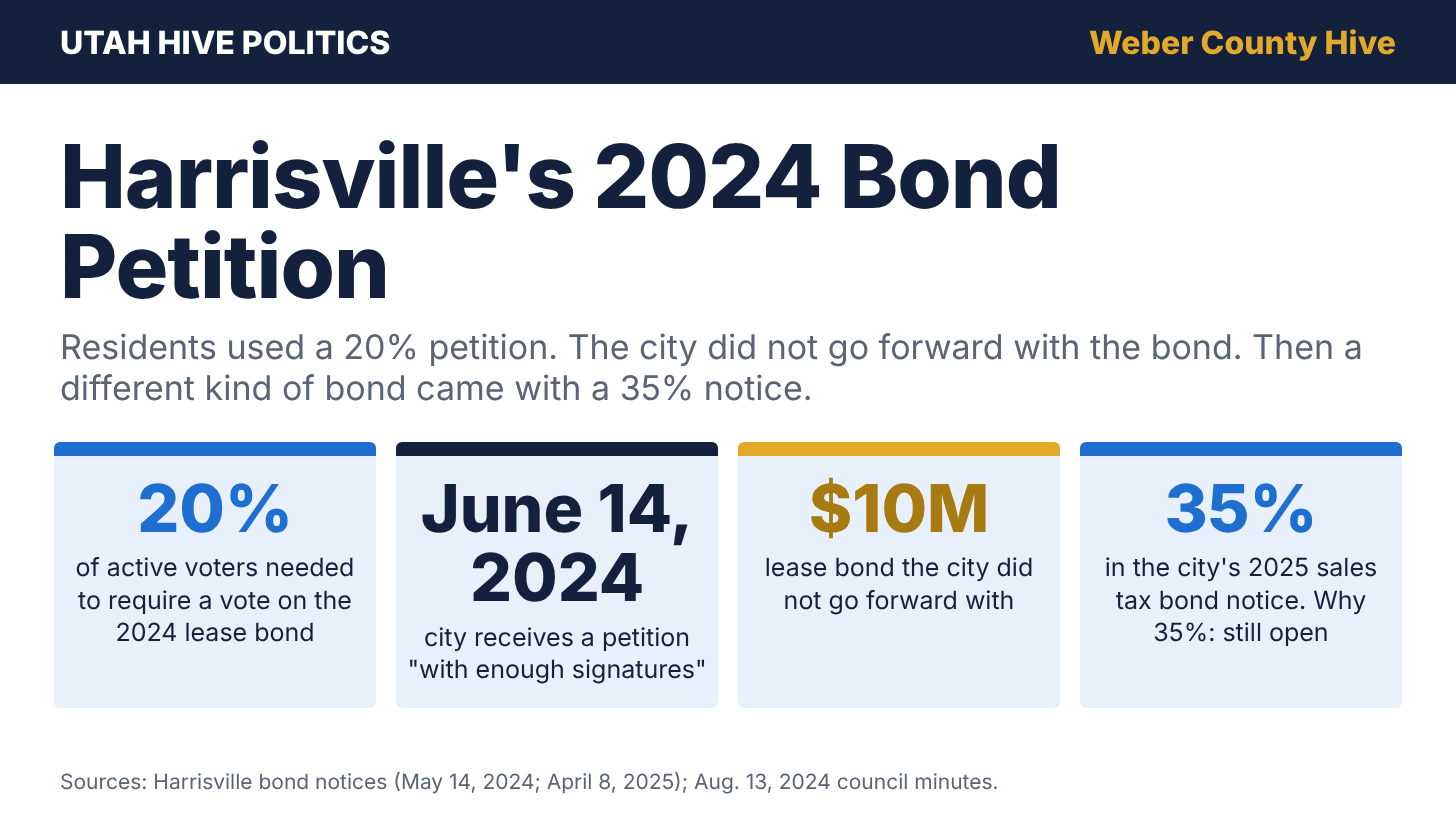 UTAH HIVE POLITICS
Weber County Hive
Harrisville's 2024 Bond
Petition
Residents used a 20% petition. The city did not go forward with the bond. Then a
different kind of bond came with a 35% notice.
20%
of active voters needed
to require a vote on the
2024 lease bond
June 14,
2024
city receives a petition
"with enough signatures"
$10M
lease bond the city did
not go forward with
35%
in the city's 2025 sales
tax bond notice. Why
35%: still open
Sources: Harrisville bond notices (May 14, 2024; April 8, 2025); Aug. 13, 2024 council minutes.